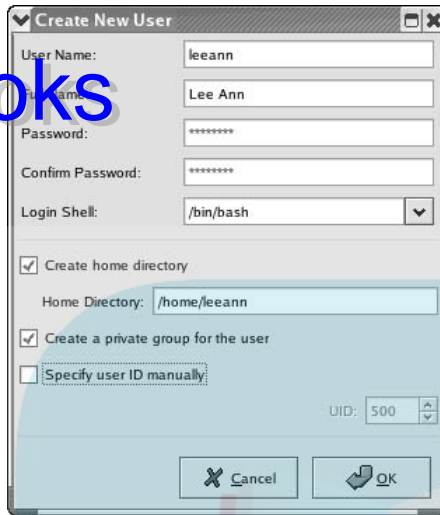 Create New User
User Name:
leeann
oks
Lee Ann
Password:
********
Confirm Password:
********
Login Shell:
/bin/bash
Create home directory
Home Directory:
/home/leeann
Create a private group for the user
Specify user ID manually
UID:
500
Cancel
OK